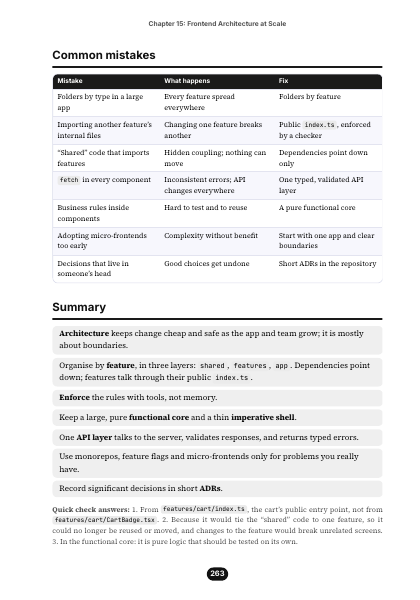 Chapter 15: Frontend Architecture at Scale
Common mistakes
Mistake What happens Fix
Folders by type in a large app Every feature spread everywhere Folders by feature
Importing another feature's internal files Changing one feature breaks another Public index.ts, enforced by a checker
“Shared” code that imports features Hidden coupling; nothing can move Dependencies point down only
fetch in every component Inconsistent errors; API changes everywhere One typed, validated API layer
Business rules inside components Hard to test and to reuse A pure functional core
Adopting micro-frontends too early Complexity without benefit Start with one app and clear boundaries
Decisions that live in someone's head Good choices get undone Short ADRs in the repository
Summary
Architecture keeps change cheap and safe as the app and team grow; it is mostly
about boundaries.
Organise by feature, in three layers: shared, features, app. Dependencies point
down; features talk through their public index.ts.
Enforce the rules with tools, not memory.
Keep a large, pure functional core and a thin imperative shell.
One API layer talks to the server, validates responses, and returns typed errors.
Use monorepos, feature flags and micro-frontends only for problems you really
have.
Record significant decisions in short ADRs.
Quick check answers: 1. From features/cart/index.ts, the cart's public entry point, not from
features/cart/CartBadge.tsx. 2. Because it would tie the “shared” code to one feature, so it
could no longer be reused or moved, and changes to the feature would break unrelated screens.
3. In the functional core: it is pure logic that should be tested on its own.
263